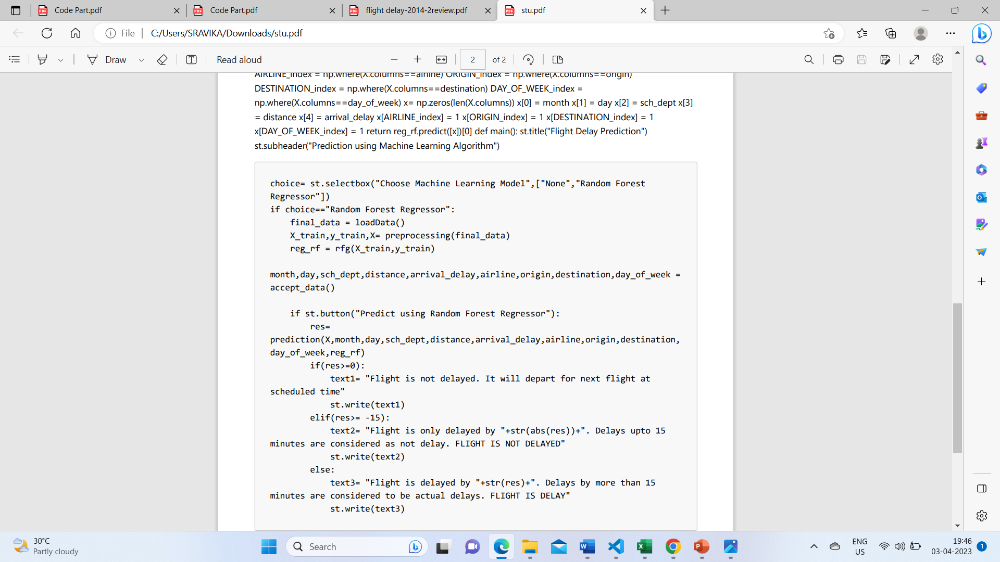 Code Part.pdf
Code Part.pdf
flight delay-2014-2review.pdf
stu.pdf
File
C:/Users/SRAVIKA/Downloads/stu.pdf
Draw
Read aloud
2
of 2
AIRLINE_index = np.where(X.columns==airline) ORIGIN_index = np.where(X.columns==origin)
DESTINATION_index = np.where(X.columns==destination) DAY_OF_WEEK_index =
np.where(X.columns==day_of_week) x= np.zeros(len(X.columns)) x[0] = month x[1] = day x[2] = sch_dept x[3]
= distance x[4] = arrival_delay x[AIRLINE_index] = 1 x[ORIGIN_index] = 1 x[DESTINATION_index] = 1
x[DAY_OF_WEEK_index] = 1 return reg_rf.predict([x])[0] def main(): st.title("Flight Delay Prediction")
st.subheader("Prediction using Machine Learning Algorithm")
choice= st.selectbox("Choose Machine Learning Model",["None","Random Forest
Regressor"])
if choice=="Random Forest Regressor":
    final_data = loadData()
    X_train,y_train,X= preprocessing(final_data)
    reg_rf = rfg(X_train,y_train)
month,day,sch_dept,distance,arrival_delay,airline,origin,destination,day_of_week =
accept_data()
    if st.button("Predict using Random Forest Regressor"):
        res=
prediction(X,month,day,sch_dept,distance,arrival_delay,airline,origin,destination,
day_of_week,reg_rf)
        if(res>=0):
            text1= "Flight is not delayed. It will depart for next flight at
scheduled time"
            st.write(text1)
        elif(res>= -15):
            text2= "Flight is only delayed by "+str(abs(res))+". Delays upto 15
minutes are considered as not delay. FLIGHT IS NOT DELAYED"
            st.write(text2)
        else:
            text3= "Flight is delayed by "+str(res)+". Delays by more than 15
minutes are considered to be actual delays. FLIGHT IS DELAY"
            st.write(text3)
30°C
Partly cloudy
Search
ENG
US
19:46
03-04-2023
1